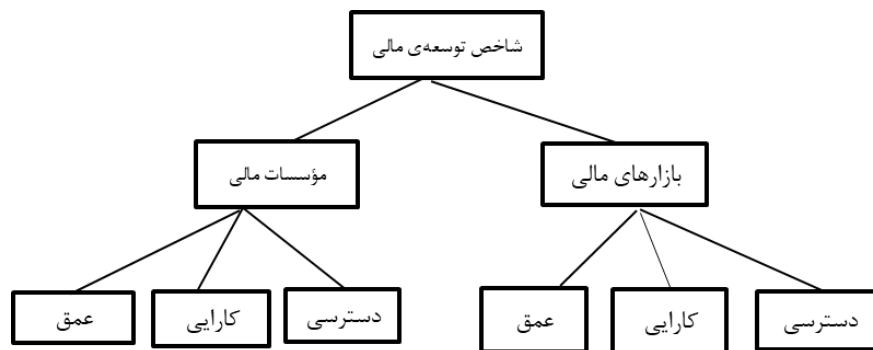 شاخص توسعه‌ی مالی
بازارهای مالی
مؤسسات مالی
دسترسی
کارایی
عمق
دسترسی
کارایی
عمق